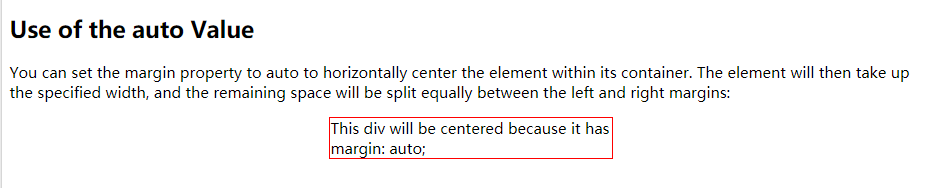 Use of the auto Value
You can set the margin property to auto to horizontally center the element within its container. The element will then take up
the specified width, and the remaining space will be split equally between the left and right margins:
This div will be centered because it has
margin: auto;